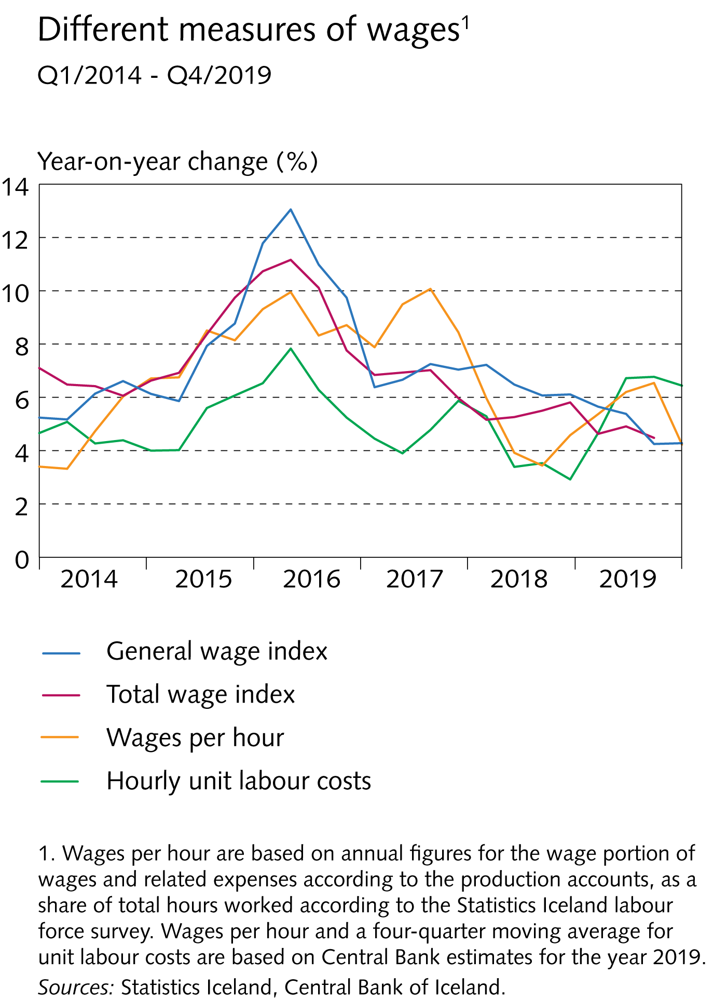 Different measures of wages¹
Q1/2014 - Q4/2019
Year-on-year change (%)
14
12
10
8
6
4
2
0
2014 2015 2016 2017 2018 2019
General wage index
Total wage index
Wages per hour
Hourly unit labour costs
1. Wages per hour are based on annual figures for the wage portion of
wages and related expenses according to the production accounts, as a
share of total hours worked according to the Statistics Iceland labour
force survey. Wages per hour and a four-quarter moving average for
unit labour costs are based on Central Bank estimates for the year 2019.
Sources: Statistics Iceland, Central Bank of Iceland.